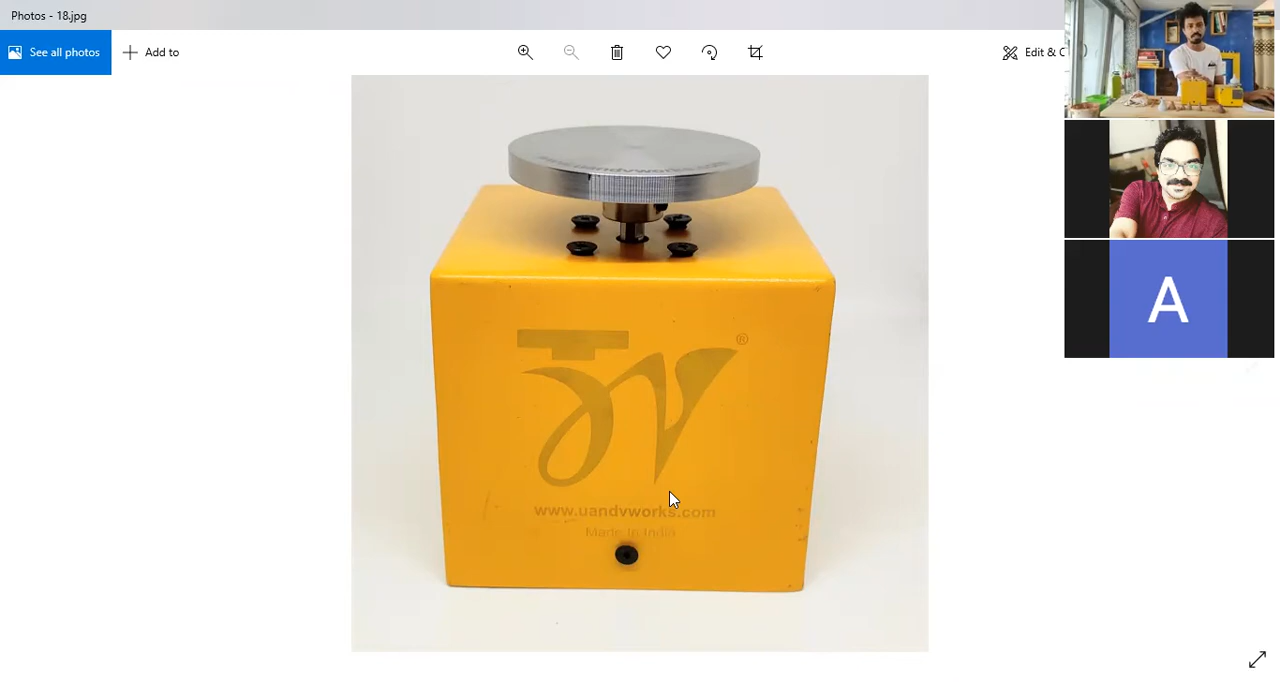 Photos - 18.jpg
See all photos
Add to
Edit & C
A
®
www.uandvworks.com
Made In India